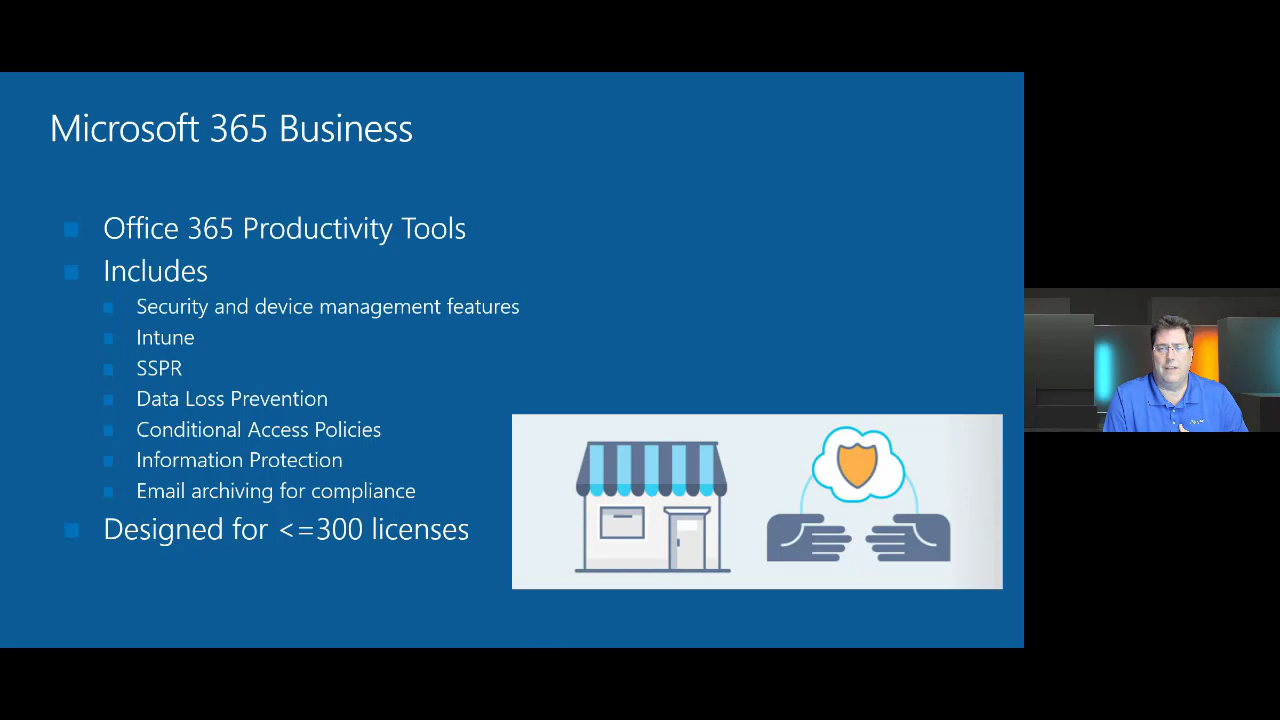 Microsoft 365 Business
Office 365 Productivity Tools
Includes
Security and device management features
Intune
SSPR
Data Loss Prevention
Conditional Access Policies
Information Protection
Email archiving for compliance
Designed for <=300 licenses